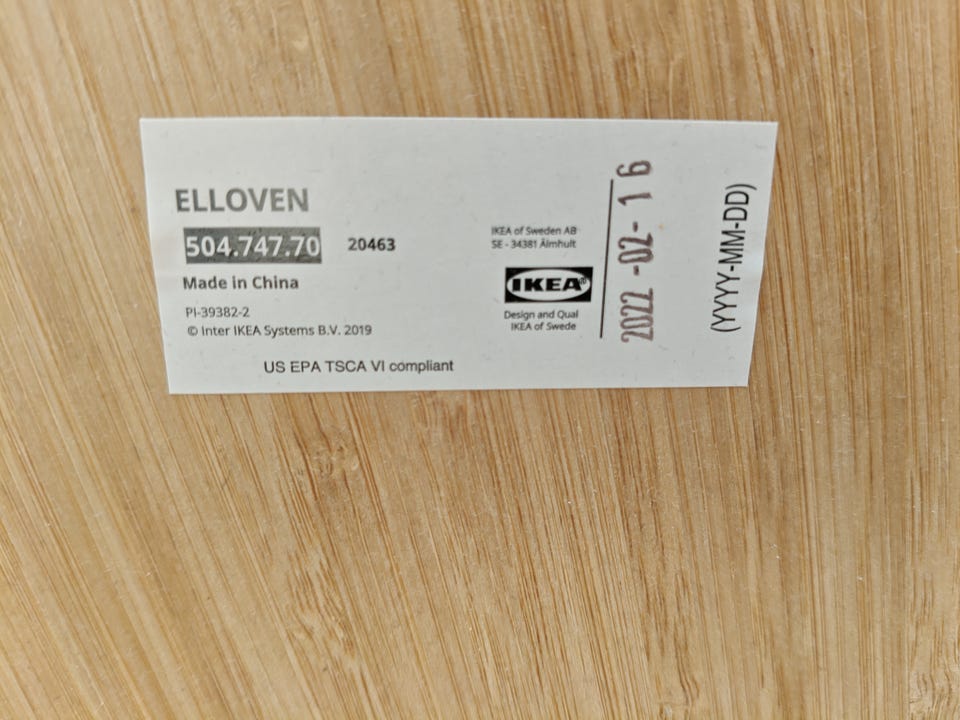 ELLOVEN
504.747.70 20463
Made in China
PI-39382-2
© Inter IKEA Systems B.V. 2019
US EPA TSCA VI compliant
IKEA of Sweden AB
SE - 34381 Älmhult
IKEA®
Design and Qual
IKEA of Swede
2022 -02- 16
(YYYY-MM-DD)